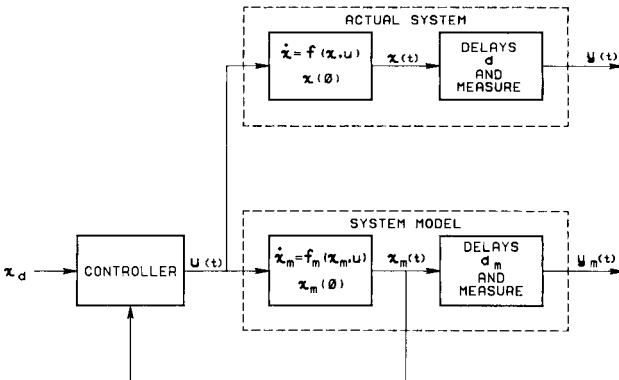 ACTUAL SYSTEM
ẋ = f (x,u)
x(0)
x(t)
DELAYS
d
AND
MEASURE
y(t)
SYSTEM MODEL
x_d
CONTROLLER
u(t)
ẋ_m = f_m (x_m,u)
x_m(0)
x_m(t)
DELAYS
d_m
AND
MEASURE
y_m(t)